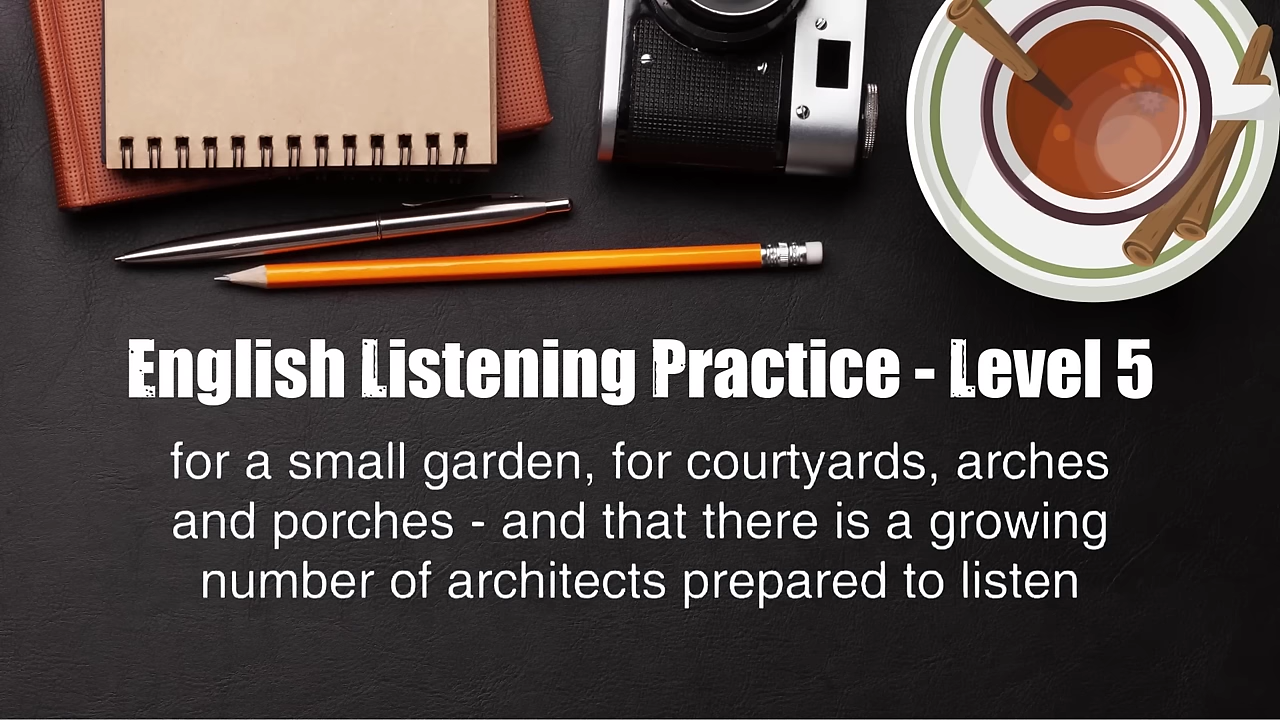 English Listening Practice - Level 5
for a small garden, for courtyards, arches
and porches - and that there is a growing
number of architects prepared to listen